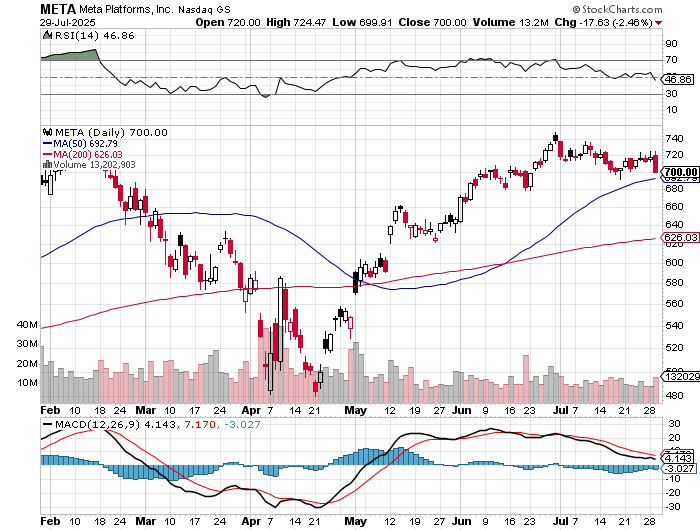 META Meta Platforms, Inc. Nasdaq GS © StockCharts.com
29-Jul-2025 Open 720.00 High 724.47 Low 699.91 Close 700.00 Volume 13.2M Chg -17.63 (-2.46%)
RSI(14) 46.86
90
70
50
46.86
30
10
META (Daily) 700.00
MA(50) 692.79
MA(200) 626.03
Volume 13,202,903
740
720
700.00
692.79
680
660
640
626.03
620
600
580
560
540
520
500
480
40M
30M
20M
10M
132029
Feb 10 18 24 Mar 10 17 24 Apr 7 14 21 May 12 19 27 Jun 9 16 23 Jul 7 14 21 28
MACD(12,26,9) 4.143, 7.170, -3.027
30
20
4.143
-3.027
-10
-20
-30
Feb 10 18 24 Mar 10 17 24 Apr 7 14 21 May 12 19 27 Jun 9 16 23 Jul 7 14 21 28